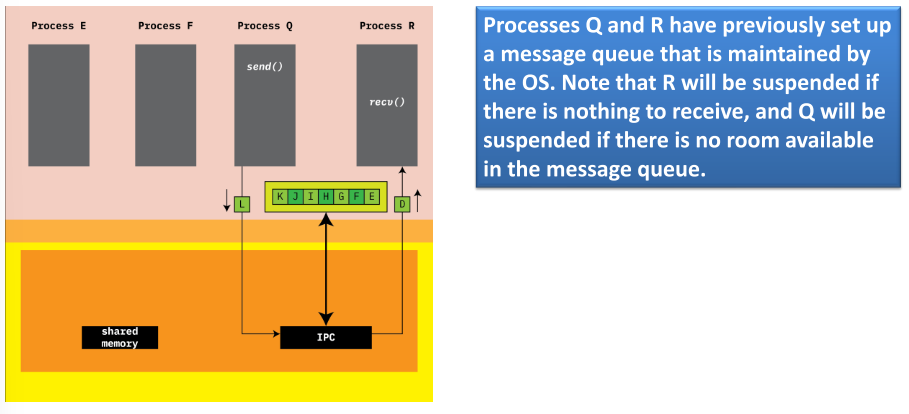 Process E
Process F
Process Q
Process R
send()
recv()
L
K J I H G F E
D
shared
memory
IPC
Processes Q and R have previously set up
a message queue that is maintained by
the OS. Note that R will be suspended if
there is nothing to receive, and Q will be
suspended if there is no room available
in the message queue.